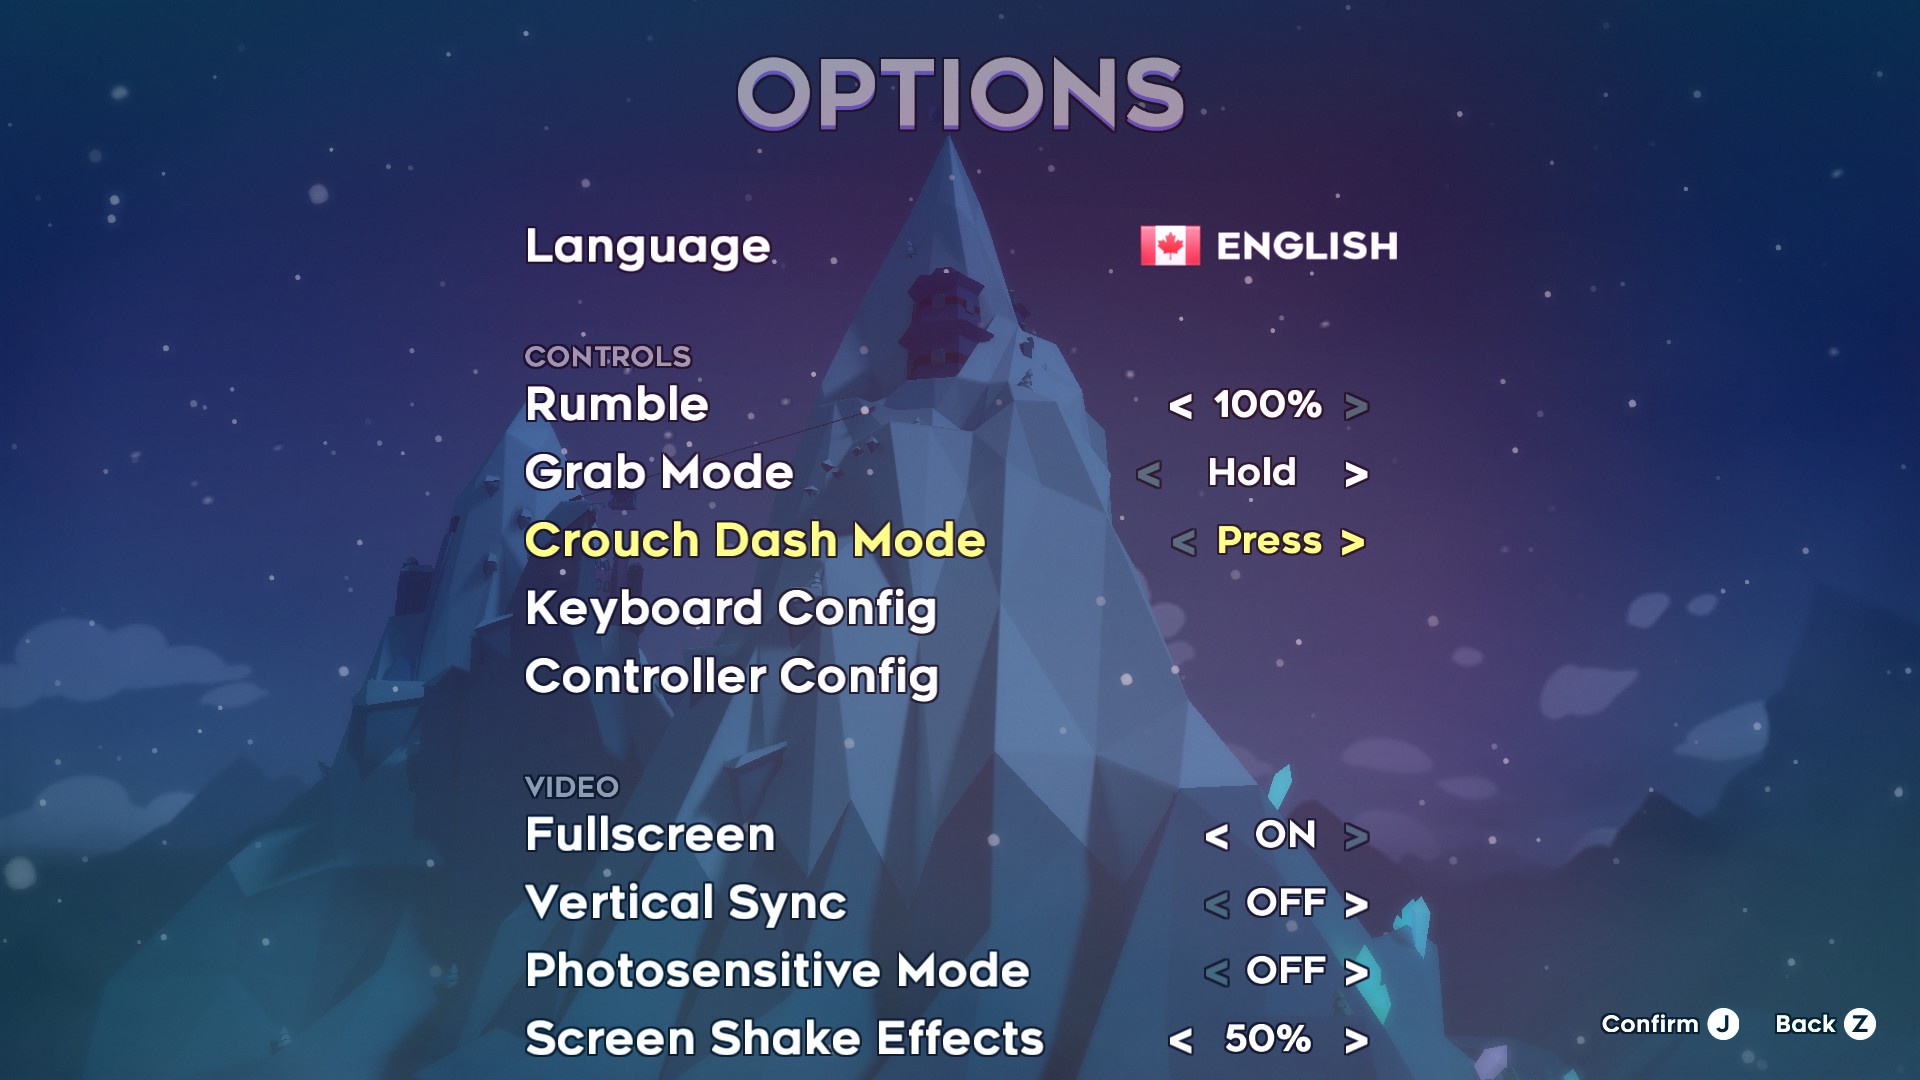 OPTIONS
Language ENGLISH
CONTROLS
Rumble < 100% >
Grab Mode < Hold >
Crouch Dash Mode < Press >
Keyboard Config
Controller Config
VIDEO
Fullscreen < ON >
Vertical Sync < OFF >
Photosensitive Mode < OFF >
Screen Shake Effects < 50% >
Confirm J Back Z